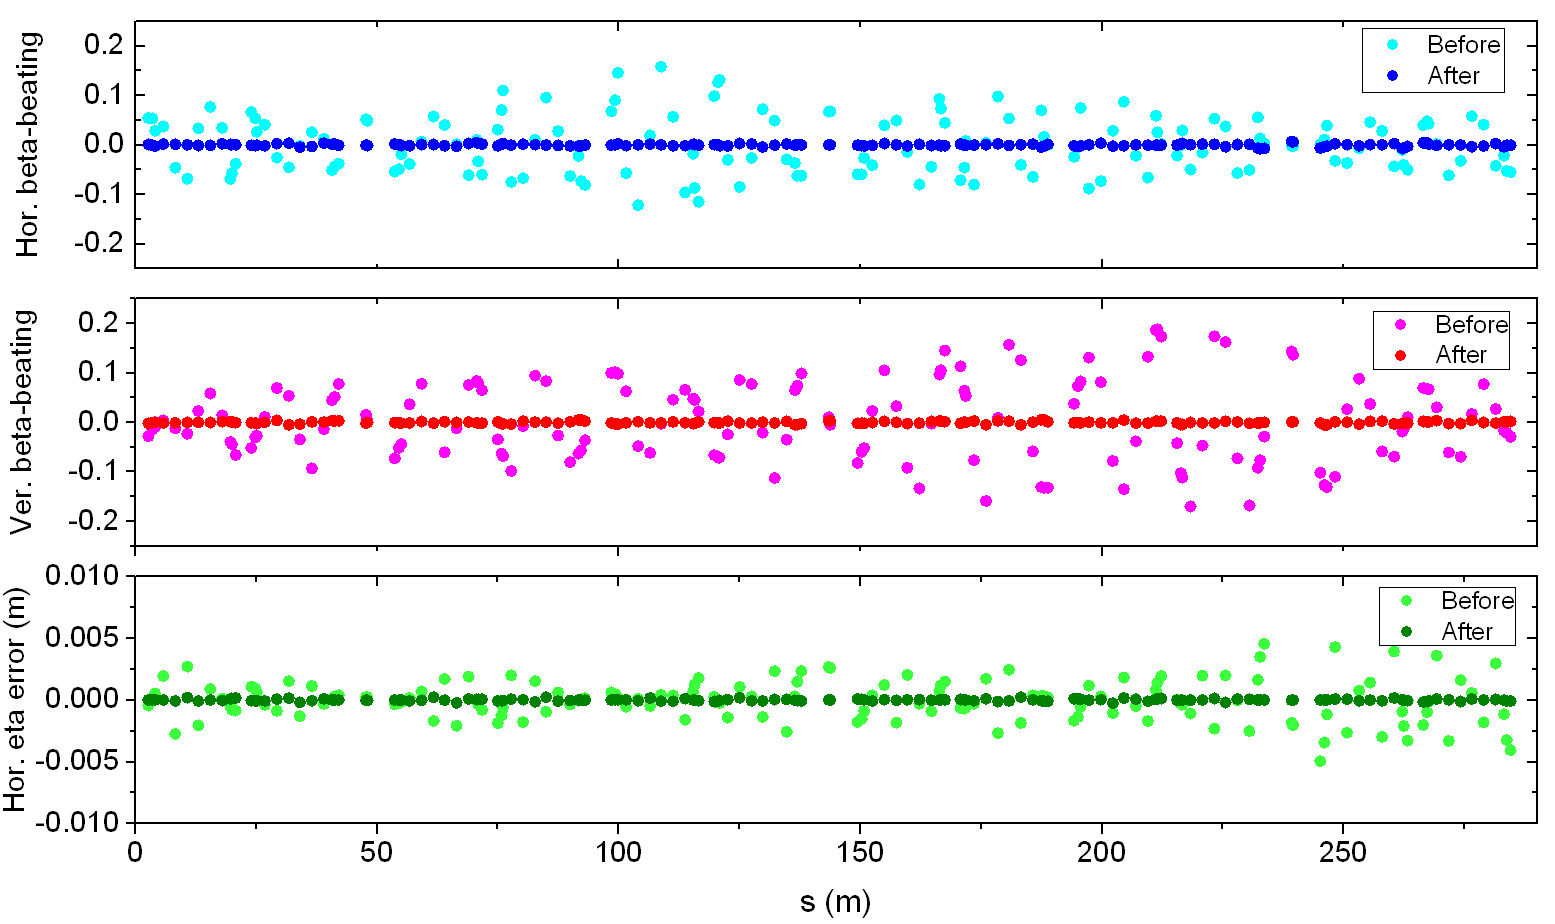 Hor. beta-beating
0.2
0.1
0.0
-0.1
-0.2
Before
After
Ver. beta-beating
0.2
0.1
0.0
-0.1
-0.2
Before
After
Hor. eta error (m)
0.010
0.005
0.000
-0.005
-0.010
Before
After
0 50 100 150 200 250
s (m)